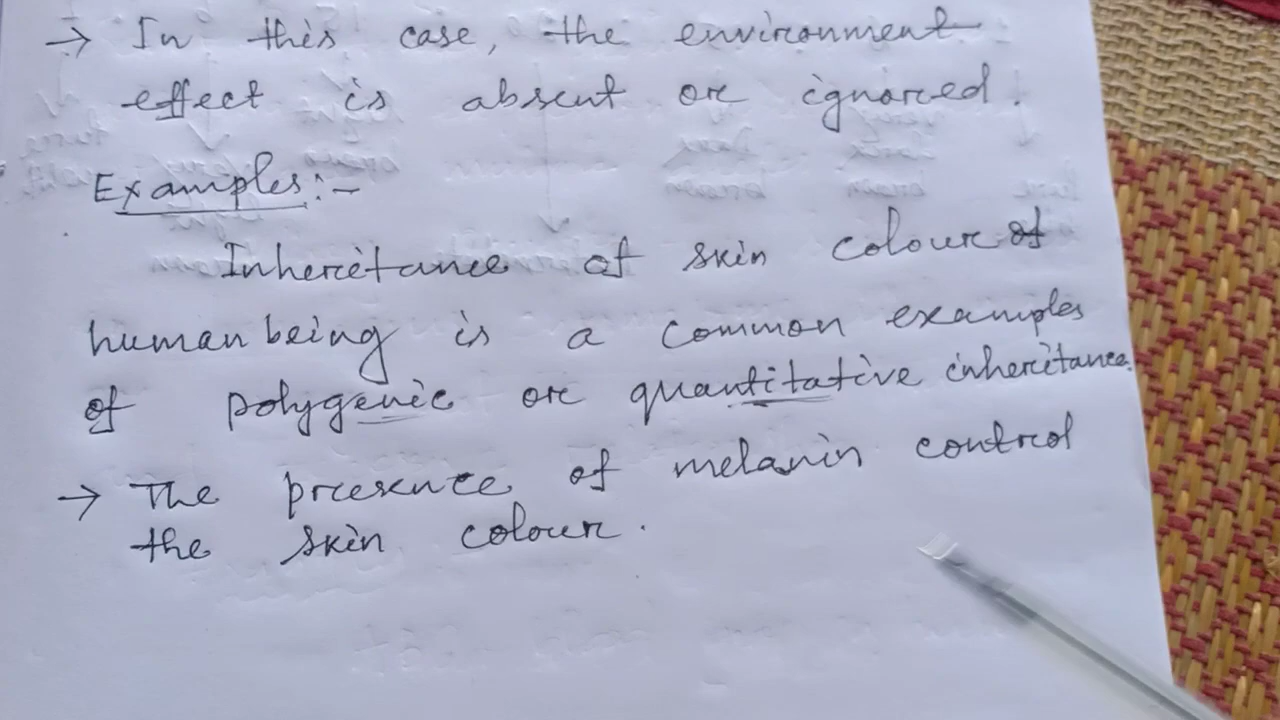 → In this case, the environment
effect is absent or ignored.
Examples:-
Inheritance of skin colour of
human being is a common examples
of polygenic or quantitative inheritance.
→ The presence of melanin control
the skin colour.